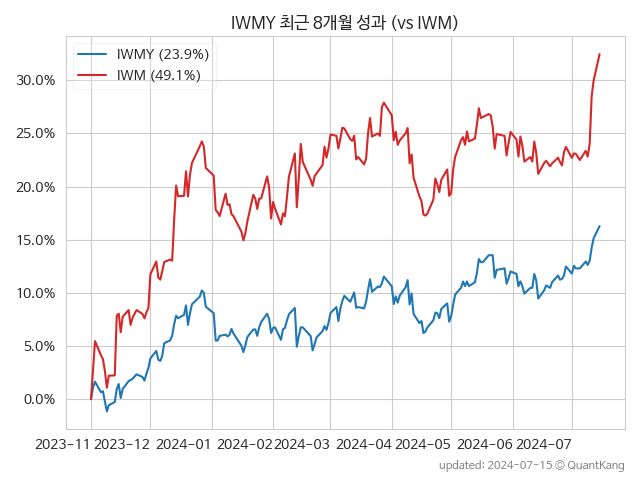 IWMY 최근 8개월 성과 (vs IWM)
IWMY (23.9%)
IWM (49.1%)
30.0%
25.0%
20.0%
15.0%
10.0%
5.0%
0.0%
2023-11 2023-12 2024-01 2024-02 2024-03 2024-04 2024-05 2024-06 2024-07
updated: 2024-07-15 © QuantKang